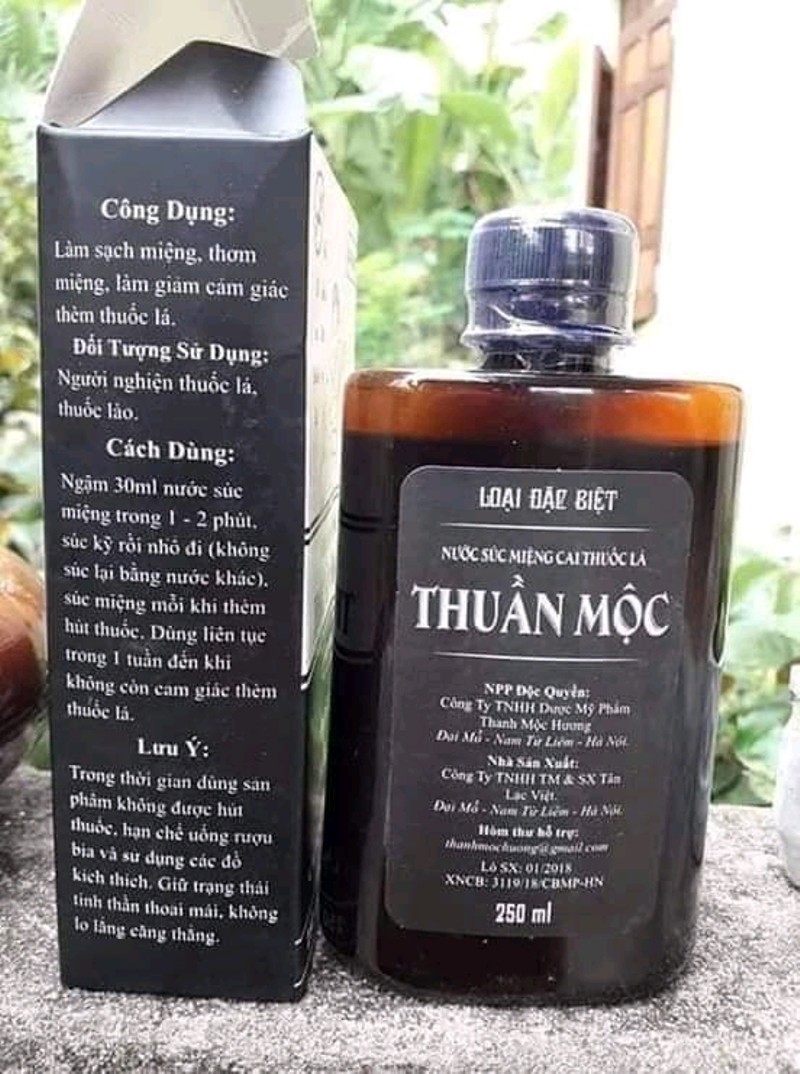 Công Dụng:
Làm sạch miệng, thơm
miệng, làm giảm cảm giác
thèm thuốc lá.
Đối Tượng Sử Dụng:
Người nghiện thuốc lá,
thuốc lào.
Cách Dùng:
Ngậm 30ml nước súc
miệng trong 1 - 2 phút,
súc kỹ rồi nhổ đi (không
súc lại bằng nước khác),
súc miệng mỗi khi thèm
hút thuốc. Dùng liên tục
trong 1 tuần đến khi
không còn cảm giác thèm
thuốc lá.
Lưu Ý:
Trong thời gian dùng sản
phẩm không được hút
thuốc, hạn chế uống rượu
bia và sử dụng các đồ
kích thích. Giữ trạng thái
tinh thần thoải mái, không
lo lắng căng thẳng.
LOẠI ĐẶC BIỆT
NƯỚC SÚC MIỆNG CAI THUỐC LÁ
THUẦN MỘC
NPP Độc Quyền:
Công Ty TNHH Dược Mỹ Phẩm
Thanh Mộc Hương
Đại Mỗ - Nam Từ Liêm - Hà Nội.
Nhà Sản Xuất:
Công Ty TNHH TM & SX Tân
Lạc Việt.
Đại Mỗ - Nam Từ Liêm - Hà Nội.
Hòm thư hỗ trợ:
thanhmochuong@gmail.com
Lô SX: 01/2018
XNCB: 3119/18/CBMP-HN
250 ml